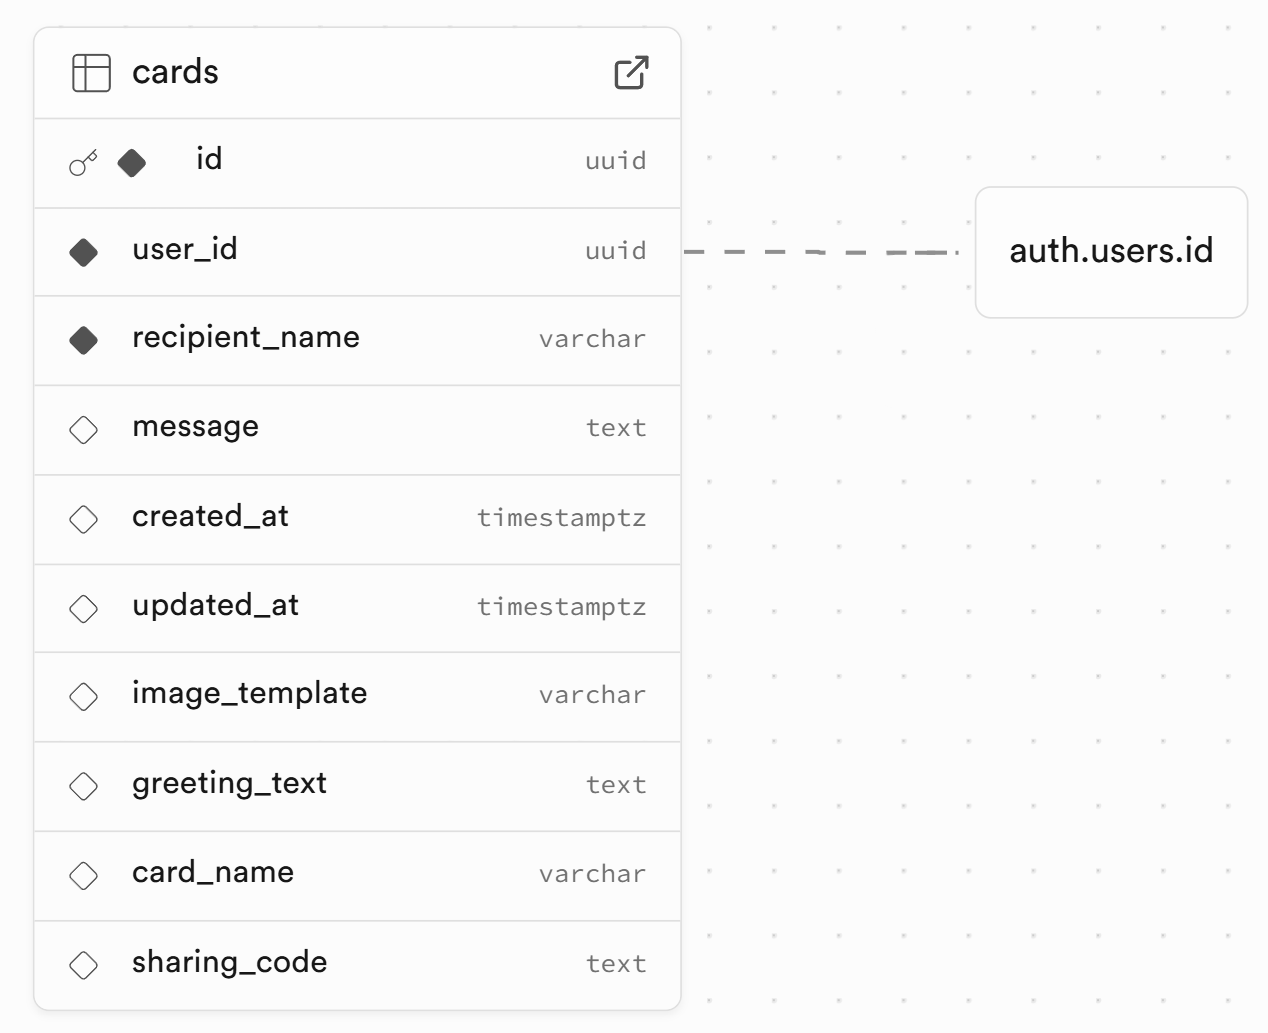 cards
id uuid
user_id uuid
auth.users.id
recipient_name varchar
message text
created_at timestamptz
updated_at timestamptz
image_template varchar
greeting_text text
card_name varchar
sharing_code text